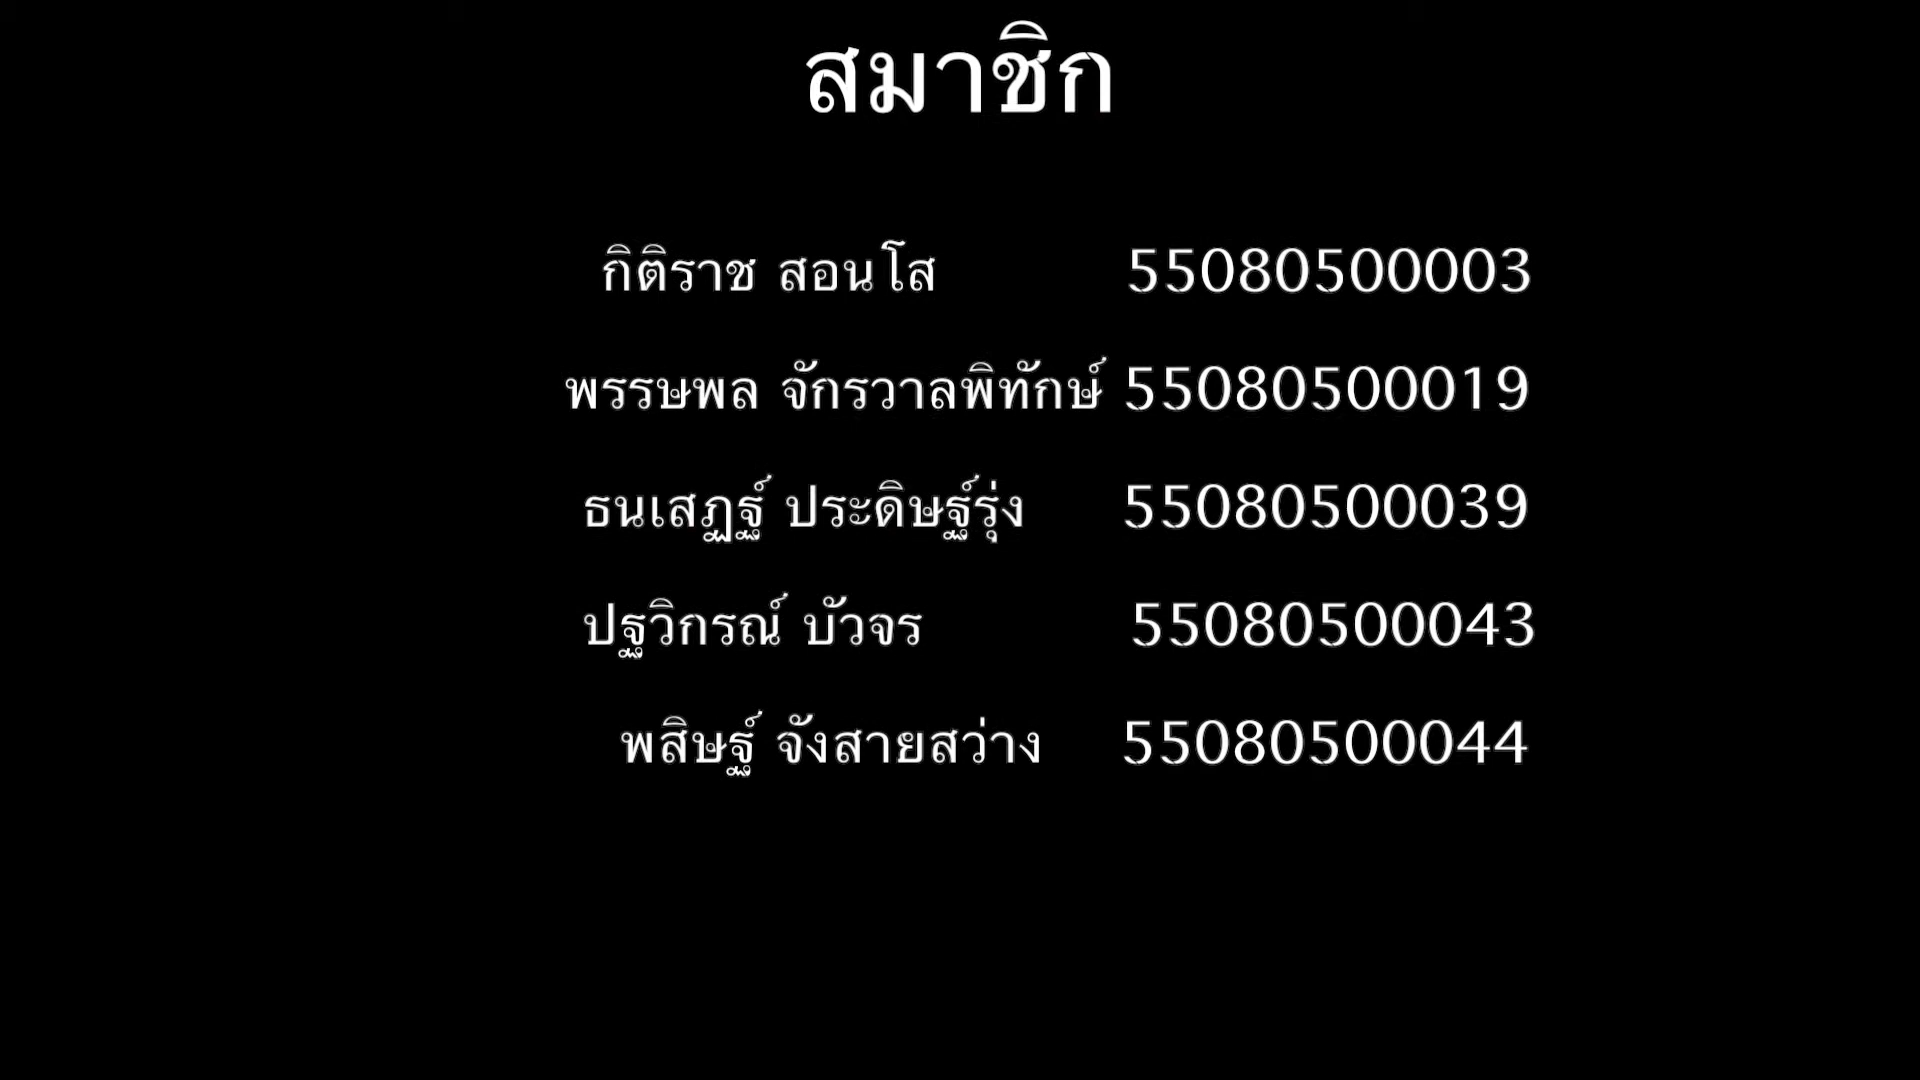 สมาชิก
กิติราช สอนโส 55080500003
พรรษพล จักรวาลพิทักษ์ 55080500019
ธนเสฏฐ์ ประดิษฐ์รุ่ง 55080500039
ปฐวิกรณ์ บัวจร 55080500043
พสิษฐ์ จังสายสว่าง 55080500044